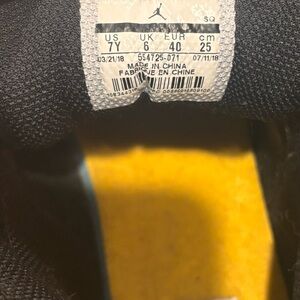 SQ
US UK EUR cm
7Y 6 40 25
03/21/18 554725-071 07/11/18
MADE IN CHINA
FABRIQUÉ EN CHINE